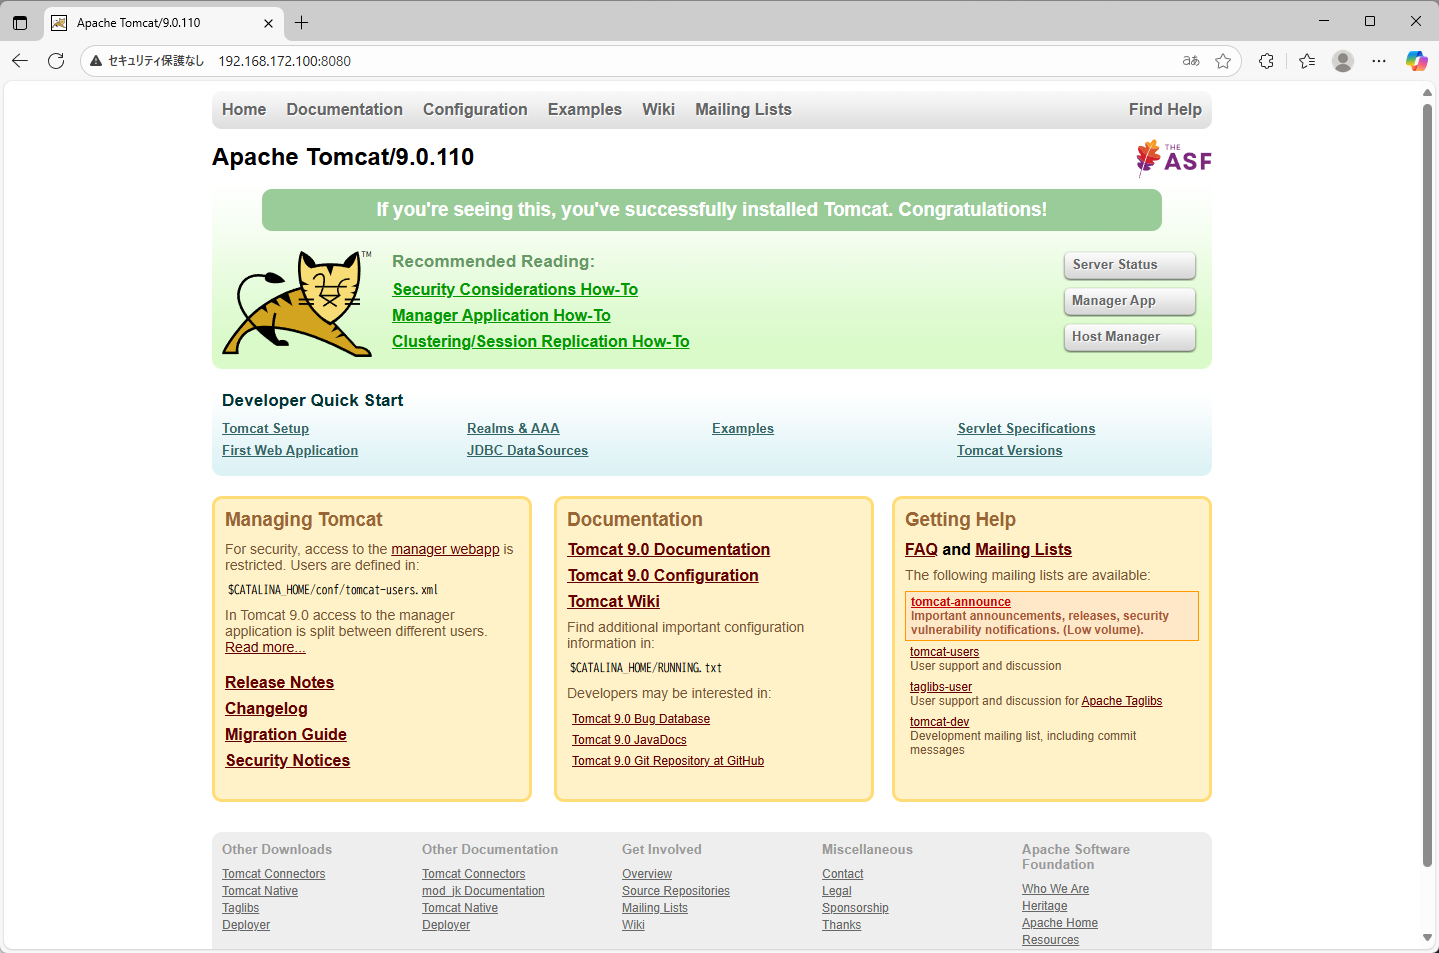 Apache Tomcat/9.0.110
セキュリティ保護なし 192.168.172.100:8080 aあ
Home Documentation Configuration Examples Wiki Mailing Lists Find Help
Apache Tomcat/9.0.110
THE ASF
If you're seeing this, you've successfully installed Tomcat. Congratulations!
TM
Recommended Reading:
Security Considerations How-To
Manager Application How-To
Clustering/Session Replication How-To
Server Status
Manager App
Host Manager
Developer Quick Start
Tomcat Setup
First Web Application
Realms & AAA
JDBC DataSources
Examples
Servlet Specifications
Tomcat Versions
Managing Tomcat
For security, access to the manager webapp is
restricted. Users are defined in:
$CATALINA_HOME/conf/tomcat-users.xml
In Tomcat 9.0 access to the manager
application is split between different users.
Read more...
Release Notes
Changelog
Migration Guide
Security Notices
Documentation
Tomcat 9.0 Documentation
Tomcat 9.0 Configuration
Tomcat Wiki
Find additional important configuration
information in:
$CATALINA_HOME/RUNNING.txt
Developers may be interested in:
Tomcat 9.0 Bug Database
Tomcat 9.0 JavaDocs
Tomcat 9.0 Git Repository at GitHub
Getting Help
FAQ and Mailing Lists
The following mailing lists are available:
tomcat-announce
Important announcements, releases, security
vulnerability notifications. (Low volume).
tomcat-users
User support and discussion
taglibs-user
User support and discussion for Apache Taglibs
tomcat-dev
Development mailing list, including commit
messages
Other Downloads
Tomcat Connectors
Tomcat Native
Taglibs
Deployer
Other Documentation
Tomcat Connectors
mod_jk Documentation
Tomcat Native
Deployer
Get Involved
Overview
Source Repositories
Mailing Lists
Wiki
Miscellaneous
Contact
Legal
Sponsorship
Thanks
Apache Software
Foundation
Who We Are
Heritage
Apache Home
Resources